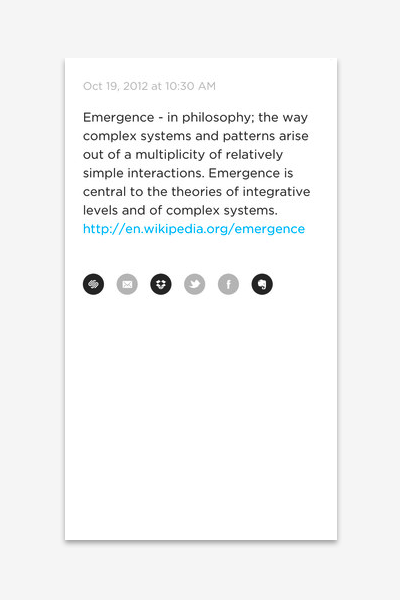 Oct 19, 2012 at 10:30 AM
Emergence - in philosophy; the way
complex systems and patterns arise
out of a multiplicity of relatively
simple interactions. Emergence is
central to the theories of integrative
levels and of complex systems.
http://en.wikipedia.org/emergence